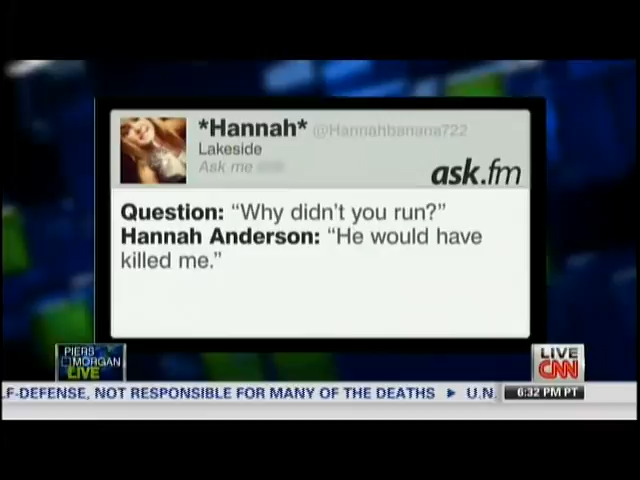 *Hannah* @Hannahbanana722
Lakeside
Ask me
ask.fm
Question: “Why didn’t you run?”
Hannah Anderson: “He would have
killed me.”
PIERS
MORGAN
LIVE
LIVE
CNN
F-DEFENSE, NOT RESPONSIBLE FOR MANY OF THE DEATHS ► U.N.
6:32 PM PT